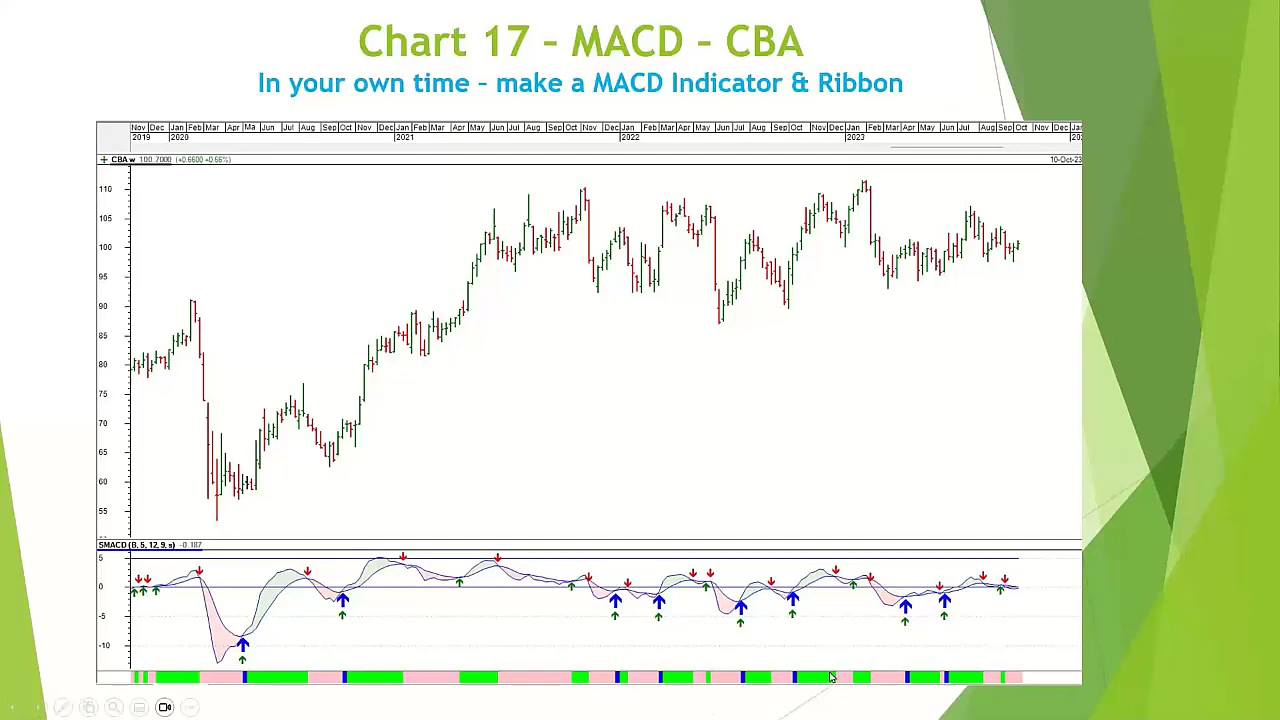 Chart 17 – MACD – CBA
In your own time – make a MACD Indicator & Ribbon
Nov Dec Jan Feb Mar Apr Ma Jun Jul Aug Sep Oct Nov Dec Jan Feb Mar Apr May Jun Jul Aug Sep Oct Nov Dec Jan Feb Mar Apr May Jun Jul Aug Sep Oct Nov Dec Jan Feb Mar Apr May Jun Jul Aug Sep Oct Nov Dec Jan
2019 2020 2021 2022 2023
CBA w 100.7000 (+0.6600 +0.66%) 10-Oct-23
110
105
100
95
90
85
80
75
70
65
60
55
SMACD (8, 5, 12, 9, s) -0.187
5
0
-5
-10